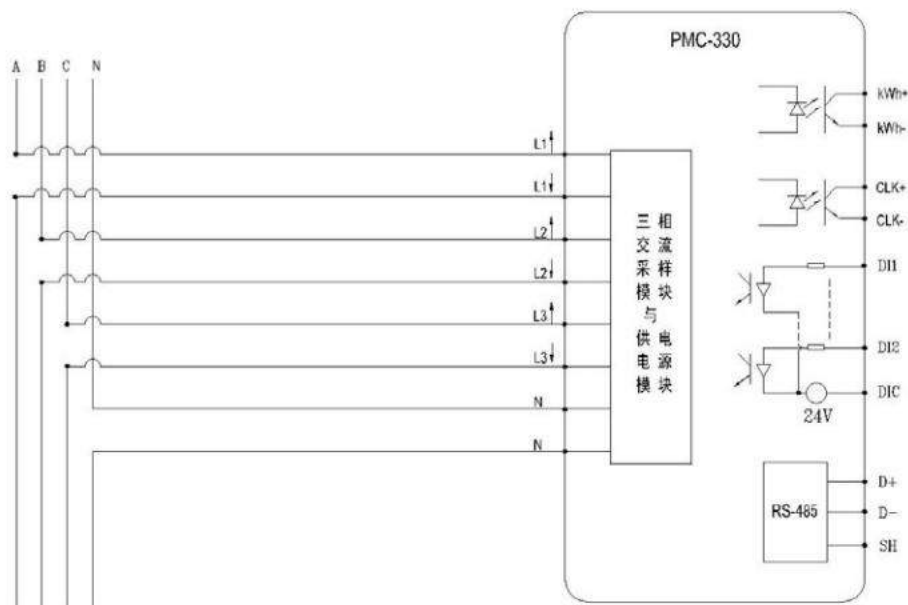 PMC-330
A B C N
L1↑
L1↓
L2↑
L2↓
L3↑
L3↓
N
N
三相
交流
采样
模块
与
供电
电源
模块
kWh+
kWh-
CLK+
CLK-
DI1
DI2
DIC
24V
RS-485
D+
D-
SH